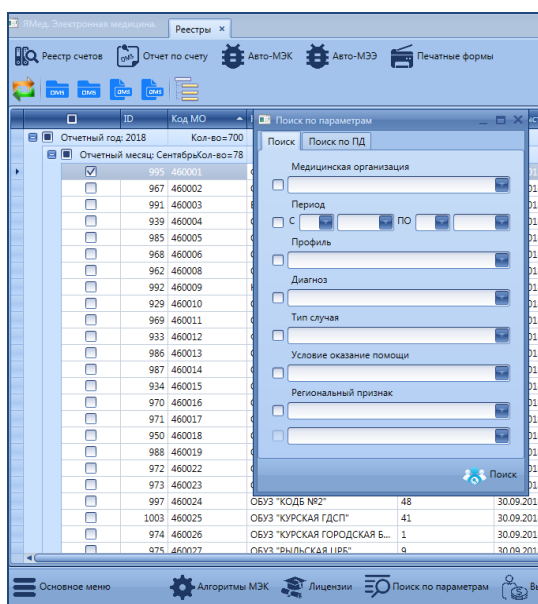 ЯМед. Электронная медицина.
Реестры ×
Реестр счетов
OMS
Отчет по счету
Авто-МЭК
Авто-МЭЭ
Печатные формы
OMS OMS OMS OMS
ID Код МО
Отчетный год: 2018 Кол-во=700
Отчетный месяц: СентябрьКол-во=78
995 460001
967 460002
991 460003
939 460004
985 460005
968 460006
962 460008
992 460009
929 460010
969 460011
933 460012
986 460013
987 460014
934 460015
970 460016
971 460017
950 460018
988 460019
972 460022
973 460023
997 460024 ОБУЗ "КОДБ №2" 48 30.09.201
1003 460025 ОБУЗ "КУРСКАЯ ГДСП" 41 30.09.201
974 460026 ОБУЗ "КУРСКАЯ ГОРОДСКАЯ Б... 1 30.09.201
975 460027 ОБУЗ "РЫЛЬСКАЯ ЦРБ" 9 30.09.201
Поиск по параметрам
Поиск Поиск по ПД
Медицинская организация
Период
С ПО
Профиль
Диагноз
Тип случая
Условие оказание помощи
Региональный признак
Поиск
Основное меню
Алгоритмы МЭК
Лицензии
Поиск по параметрам